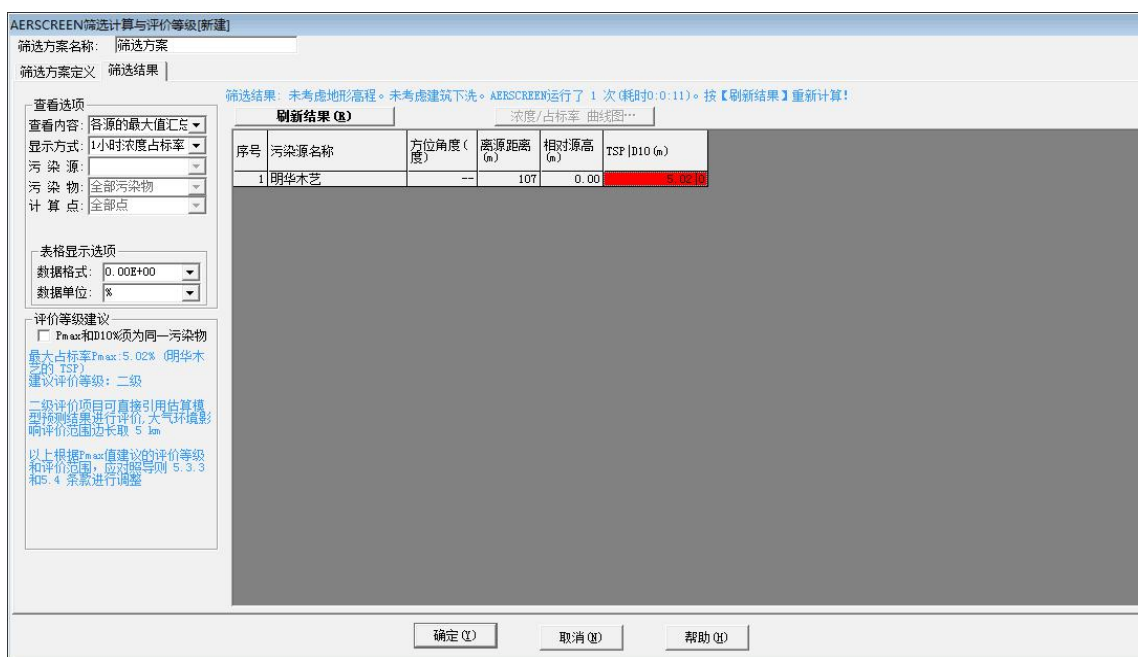 AERSCREEN筛选计算与评价等级[新建]
筛选方案名称: 筛选方案
筛选方案定义 筛选结果
筛选结果: 未考虑地形高程。未考虑建筑下洗。AERSCREEN运行了 1 次(耗时0:0:11)。按【刷新结果】重新计算!
查看选项
查看内容: 各源的最大值汇总
显示方式: 1小时浓度占标率
污 染 源:
污 染 物: 全部污染物
计 算 点: 全部点
表格显示选项
数据格式: 0.00E+00
数据单位: %
评价等级建议
Pmax和D10%须为同一污染物
最大占标率Pmax:5.02% (明华木
艺的 TSP)
建议评价等级: 二级
二级评价项目可直接引用估算模
型预测结果进行评价,大气环境影
响评价范围边长取 5 km
以上根据Pmax值建议的评价等级
和评价范围,应对照导则 5.3.3
和5.4 条款进行调整
刷新结果(R) 浓度/占标率 曲线图…
序号 污染源名称 方位角度(度) 离源距离(m) 相对源高(m) TSP|D10(m)
1 明华木艺 -- 107 0.00 5.02|0
确定(Y) 取消(N) 帮助(H)